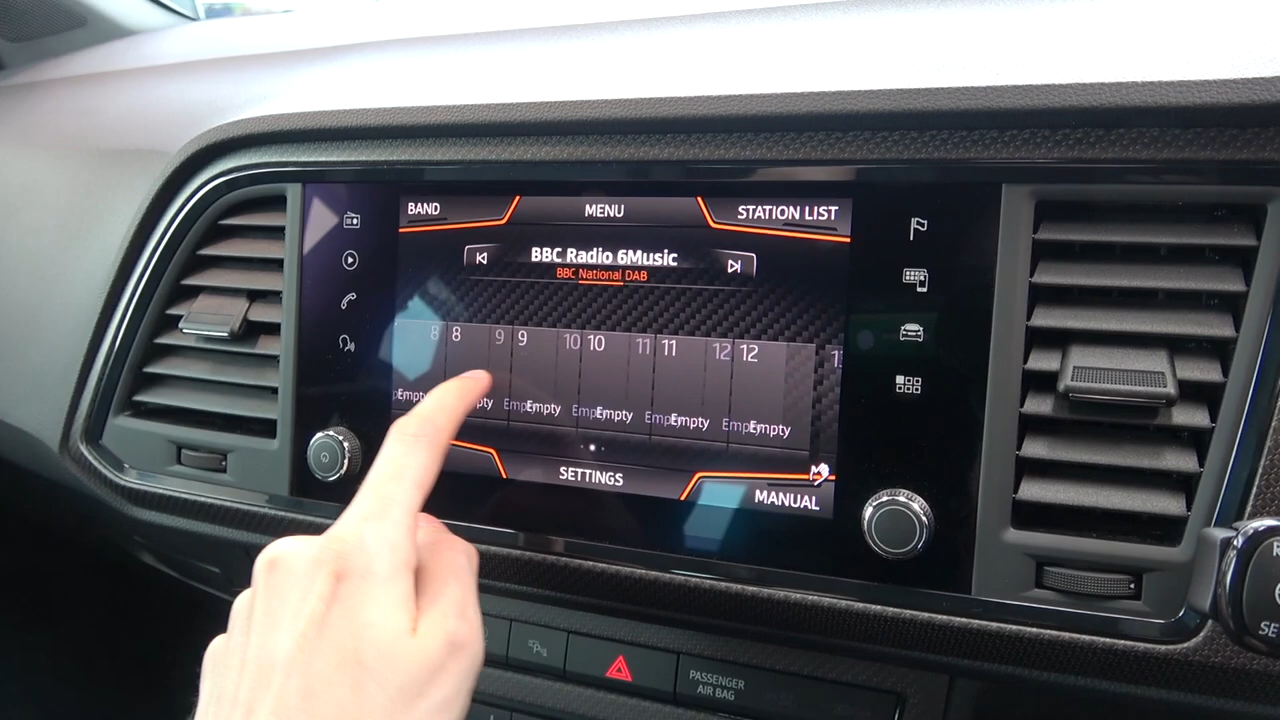 BAND
MENU
STATION LIST
BBC Radio 6Music
BBC National DAB
8 8 9 9 10 10 11 11 12 12
Empty Empty Empty Empty Empty
SETTINGS
MANUAL
PASSENGER
AIR BAG